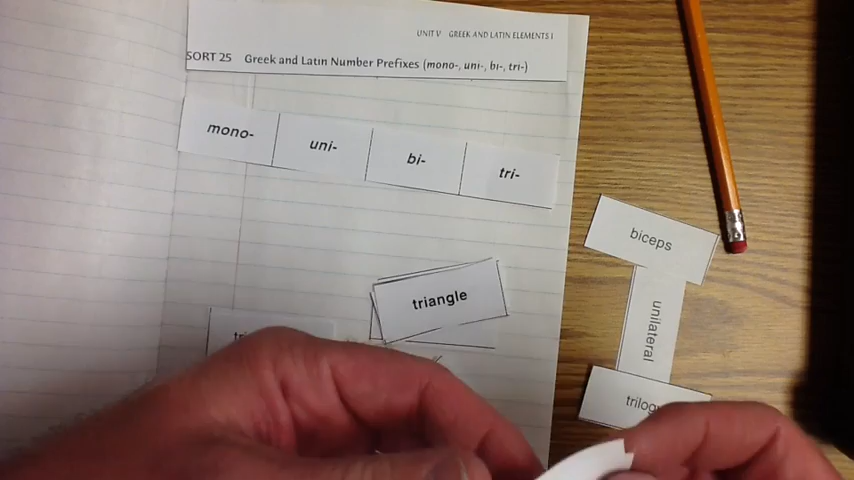 UNIT V GREEK AND LATIN ELEMENTS I
SORT 25 Greek and Latin Number Prefixes (mono-, uni-, bi-, tri-)
mono- uni- bi- tri-
biceps
triangle
unilateral